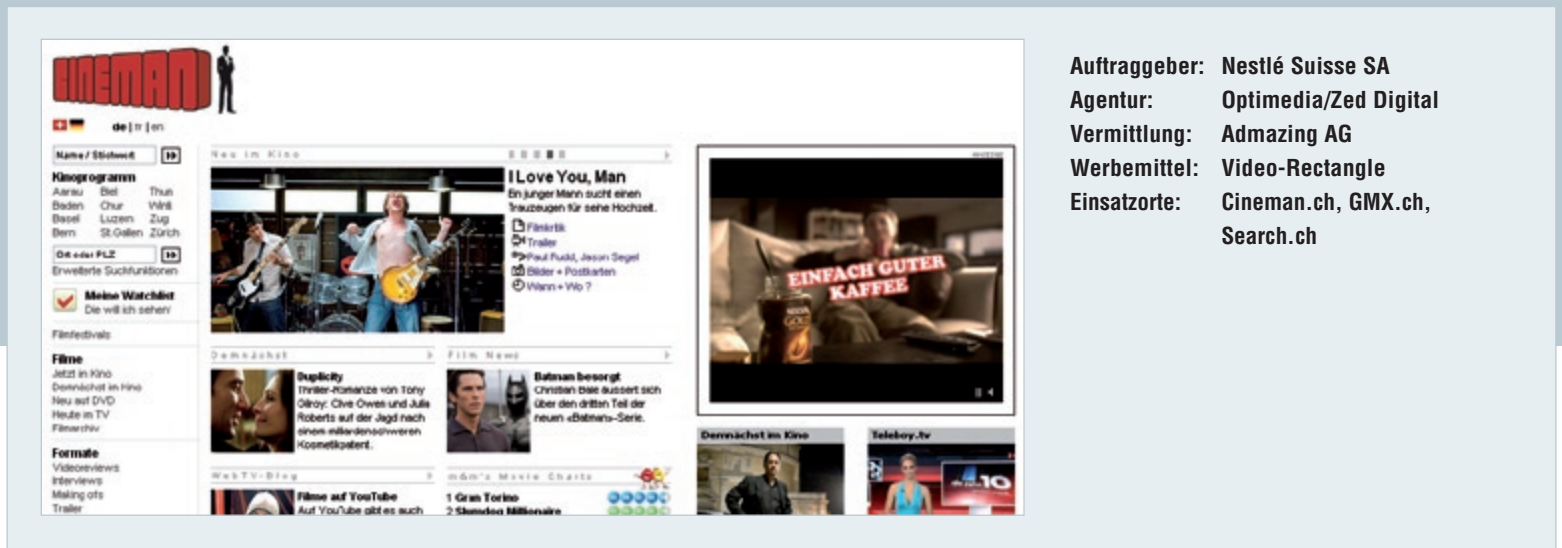 CINEMAN
de | fr | en
Name / Stichwort
Kinoprogramm
Aarau Biel Thun
Baden Chur Winti
Basel Luzern Zug
Bern St.Gallen Zürch
Ort oder PLZ
Erweiterte Suchfunktionen
Meine Watchlist
Die will ich sehen!
Filmfestivals
Filme
Jetzt in Kino
Demnächst im Kino
Neu auf DVD
Heute im TV
Filmarchiv
Formate
Videoreviews
Interviews
Making ofs
Trailer
Neu im Kino
I Love You, Man
Ein junger Mann sucht einen
Trauzeugen für seine Hochzeit.
Filmkritik
Trailer
Paul Rudd, Jason Segel
Bilder + Postkarten
Wann + Wo ?
Demnächst
Duplicity
Thriller-Romanze von Tony
Gilroy: Clive Owen und Julia
Roberts auf der Jagd nach
einem milliardenschweren
Kosmetikpatent.
Film News
Batman besorgt
Christian Bale äussert sich
über den dritten Teil der
neuen «Batman»-Serie.
WebTV-Blog
Filme auf YouTube
Auf YouTube gibt es auch
m&m's Movie Charts
1 Gran Torino
2 Slumdog Millionaire
EINFACH GUTER
KAFFEE
Demnächst im Kino
Teleboy.tv
10
Auftraggeber: Nestlé Suisse SA
Agentur: Optimedia/Zed Digital
Vermittlung: Admazing AG
Werbemittel: Video-Rectangle
Einsatzorte: Cineman.ch, GMX.ch,
Search.ch